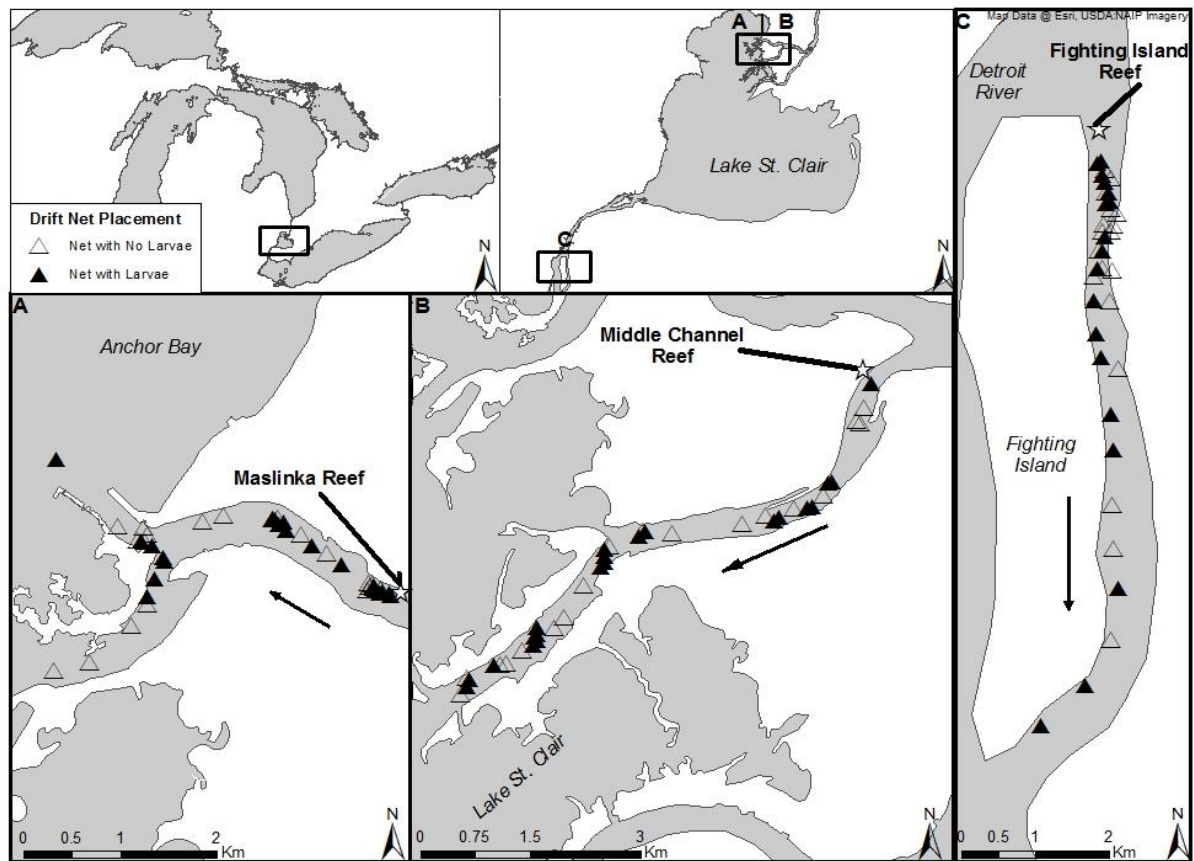 A B
Lake St. Clair
C
N
N
Drift Net Placement
Net with No Larvae
Net with Larvae
A
Anchor Bay
Maslinka Reef
N
0 0.5 1 2
Km
B
Middle Channel
Reef
Lake St. Clair
N
0 0.75 1.5 3
Km
C
Map Data @ Esri, USDA:NAIP Imagery
Fighting Island
Reef
Detroit
River
Fighting
Island
N
0 0.5 1 2
Km